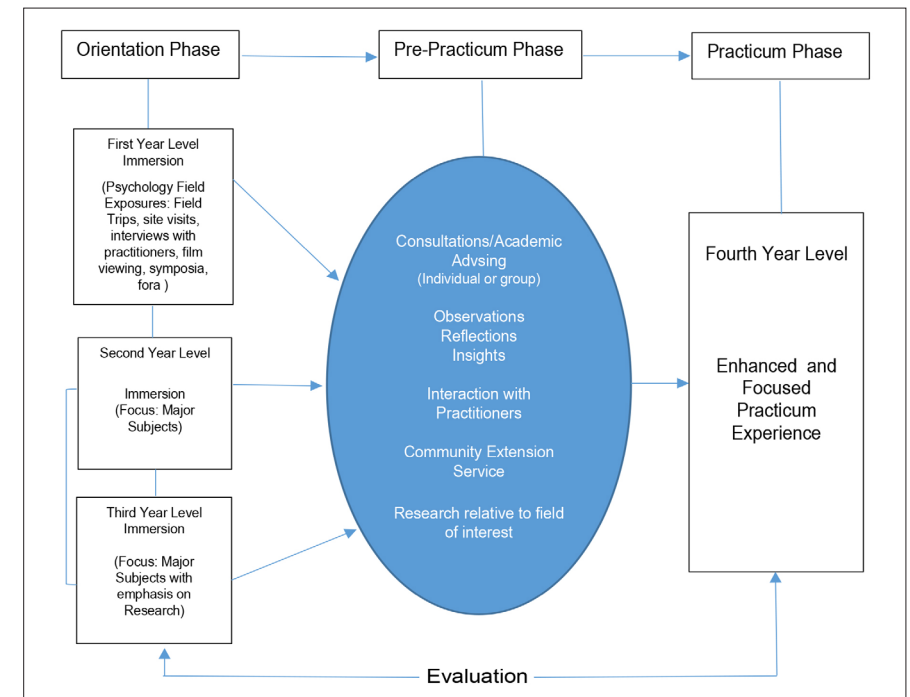 Orientation Phase
Pre-Practicum Phase
Practicum Phase
First Year Level
Immersion
(Psychology Field
Exposures: Field
Trips, site visits,
interviews with
practitioners, film
viewing, symposia,
fora )
Second Year Level
Immersion
(Focus: Major
Subjects)
Third Year Level
Immersion
(Focus: Major
Subjects with
emphasis on
Research)
Consultations/Academic
Advsing
(Individual or group)
Observations
Reflections
Insights
Interaction with
Practitioners
Community Extension
Service
Research relative to field
of interest
Fourth Year Level
Enhanced and
Focused
Practicum
Experience
Evaluation